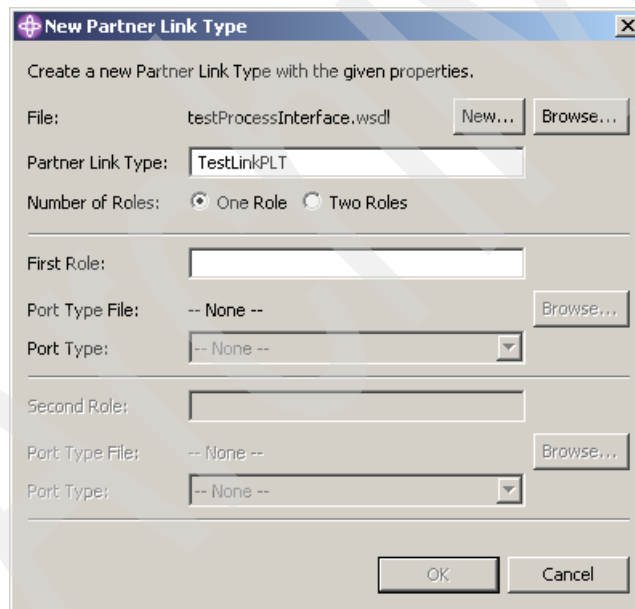 New Partner Link Type
Create a new Partner Link Type with the given properties.
File: testProcessInterface.wsdl New... Browse...
Partner Link Type: TestLinkPLT
Number of Roles: One Role Two Roles
First Role:
Port Type File: -- None -- Browse...
Port Type: -- None --
Second Role:
Port Type File: -- None -- Browse...
Port Type: -- None --
OK Cancel